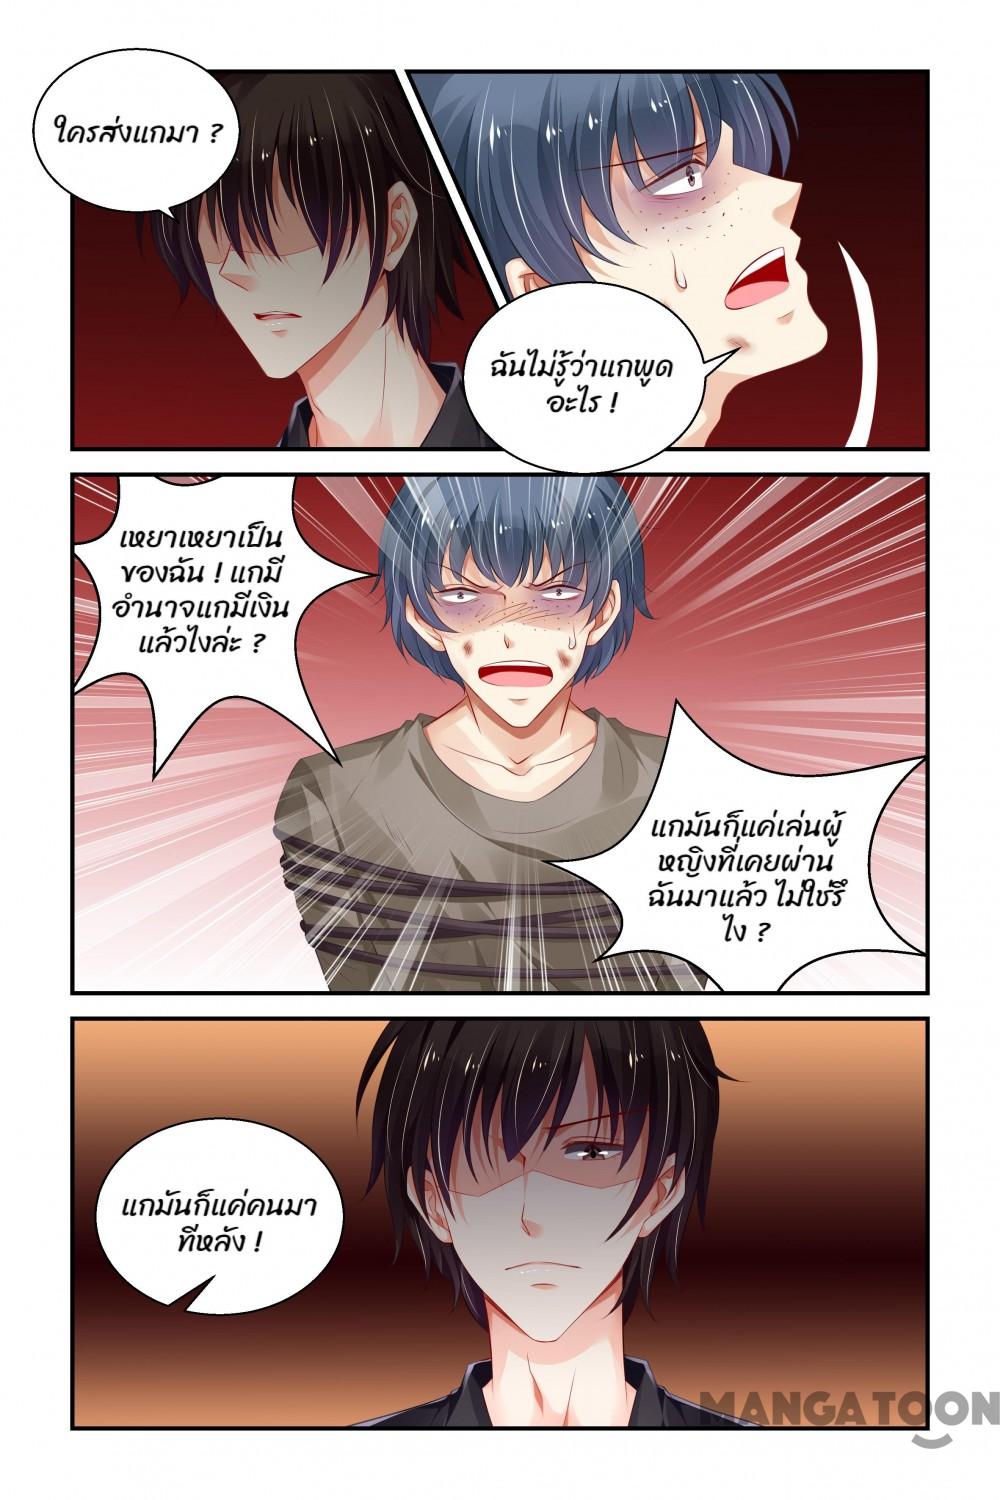 ใครส่งแกมา ?
ฉันไม่รู้ว่าแกพูด
อะไร !
เหยาเหยาเป็น
ของฉัน ! แกมี
อำนาจแกมีเงิน
แล้วไงล่ะ ?
แกมันก็แค่เล่นผู้
หญิงที่เคยผ่าน
ฉันมาแล้ว ไม่ใช่รึ
ไง ?
แกมันก็แค่คนมา
ทีหลัง !
MANGATOON